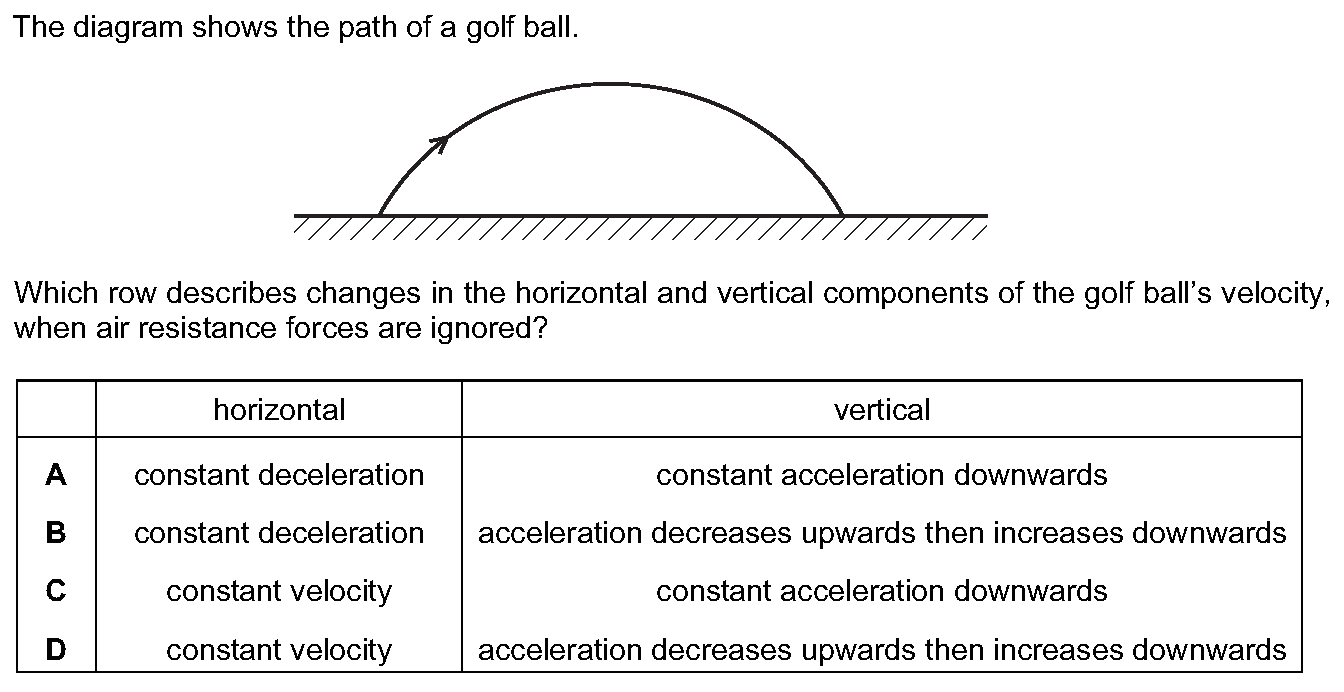 The diagram shows the path of a golf ball.
Which row describes changes in the horizontal and vertical components of the golf ball's velocity,
when air resistance forces are ignored?
horizontal vertical
A constant deceleration constant acceleration downwards
B constant deceleration acceleration decreases upwards then increases downwards
C constant velocity constant acceleration downwards
D constant velocity acceleration decreases upwards then increases downwards